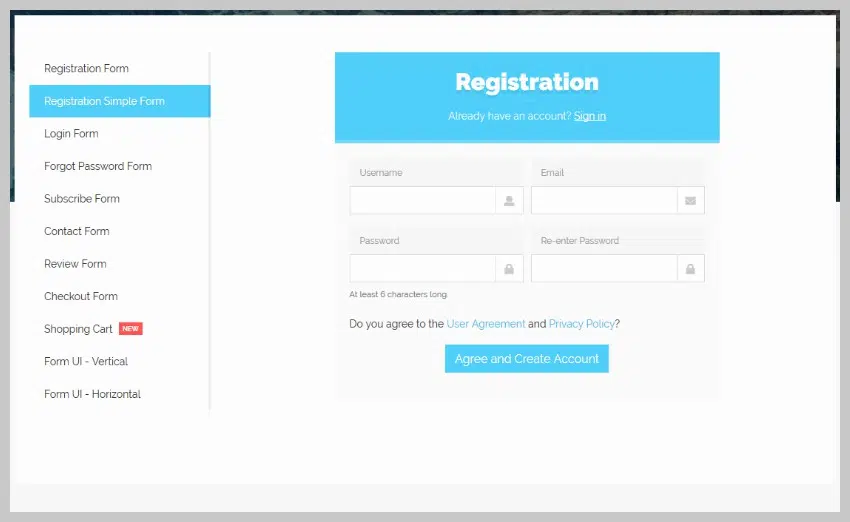 Registration Form
Registration Simple Form
Login Form
Forgot Password Form
Subscribe Form
Contact Form
Review Form
Checkout Form
Shopping Cart NEW
Form UI - Vertical
Form UI - Horizontal
Registration
Already have an account? Sign in
Username
Email
Password
Re-enter Password
At least 6 characters long
Do you agree to the User Agreement and Privacy Policy?
Agree and Create Account